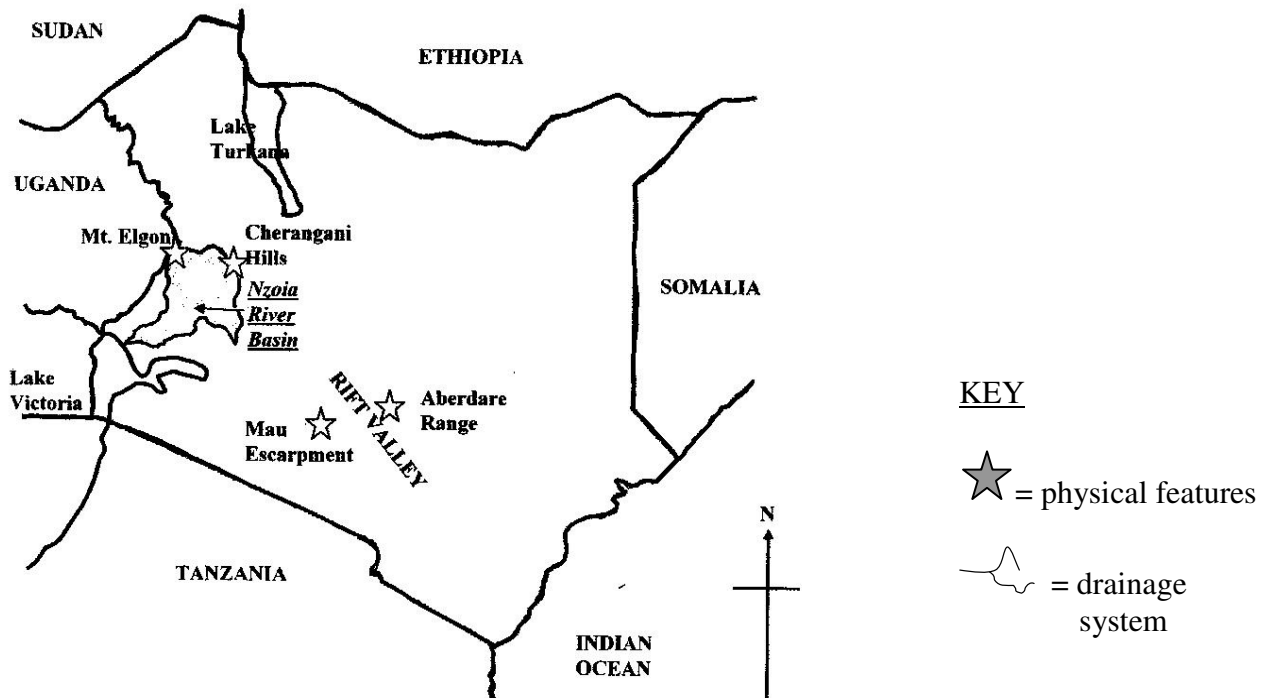 SUDAN
ETHIOPIA
Lake
Turkana
UGANDA
Mt. Elgon
Cherangani
Hills
Nzoia
River
Basin
SOMALIA
Lake
Victoria
RIFT VALLEY
Aberdare
Range
Mau
Escarpment
TANZANIA
N
INDIAN
OCEAN
KEY
= physical features
= drainage
system